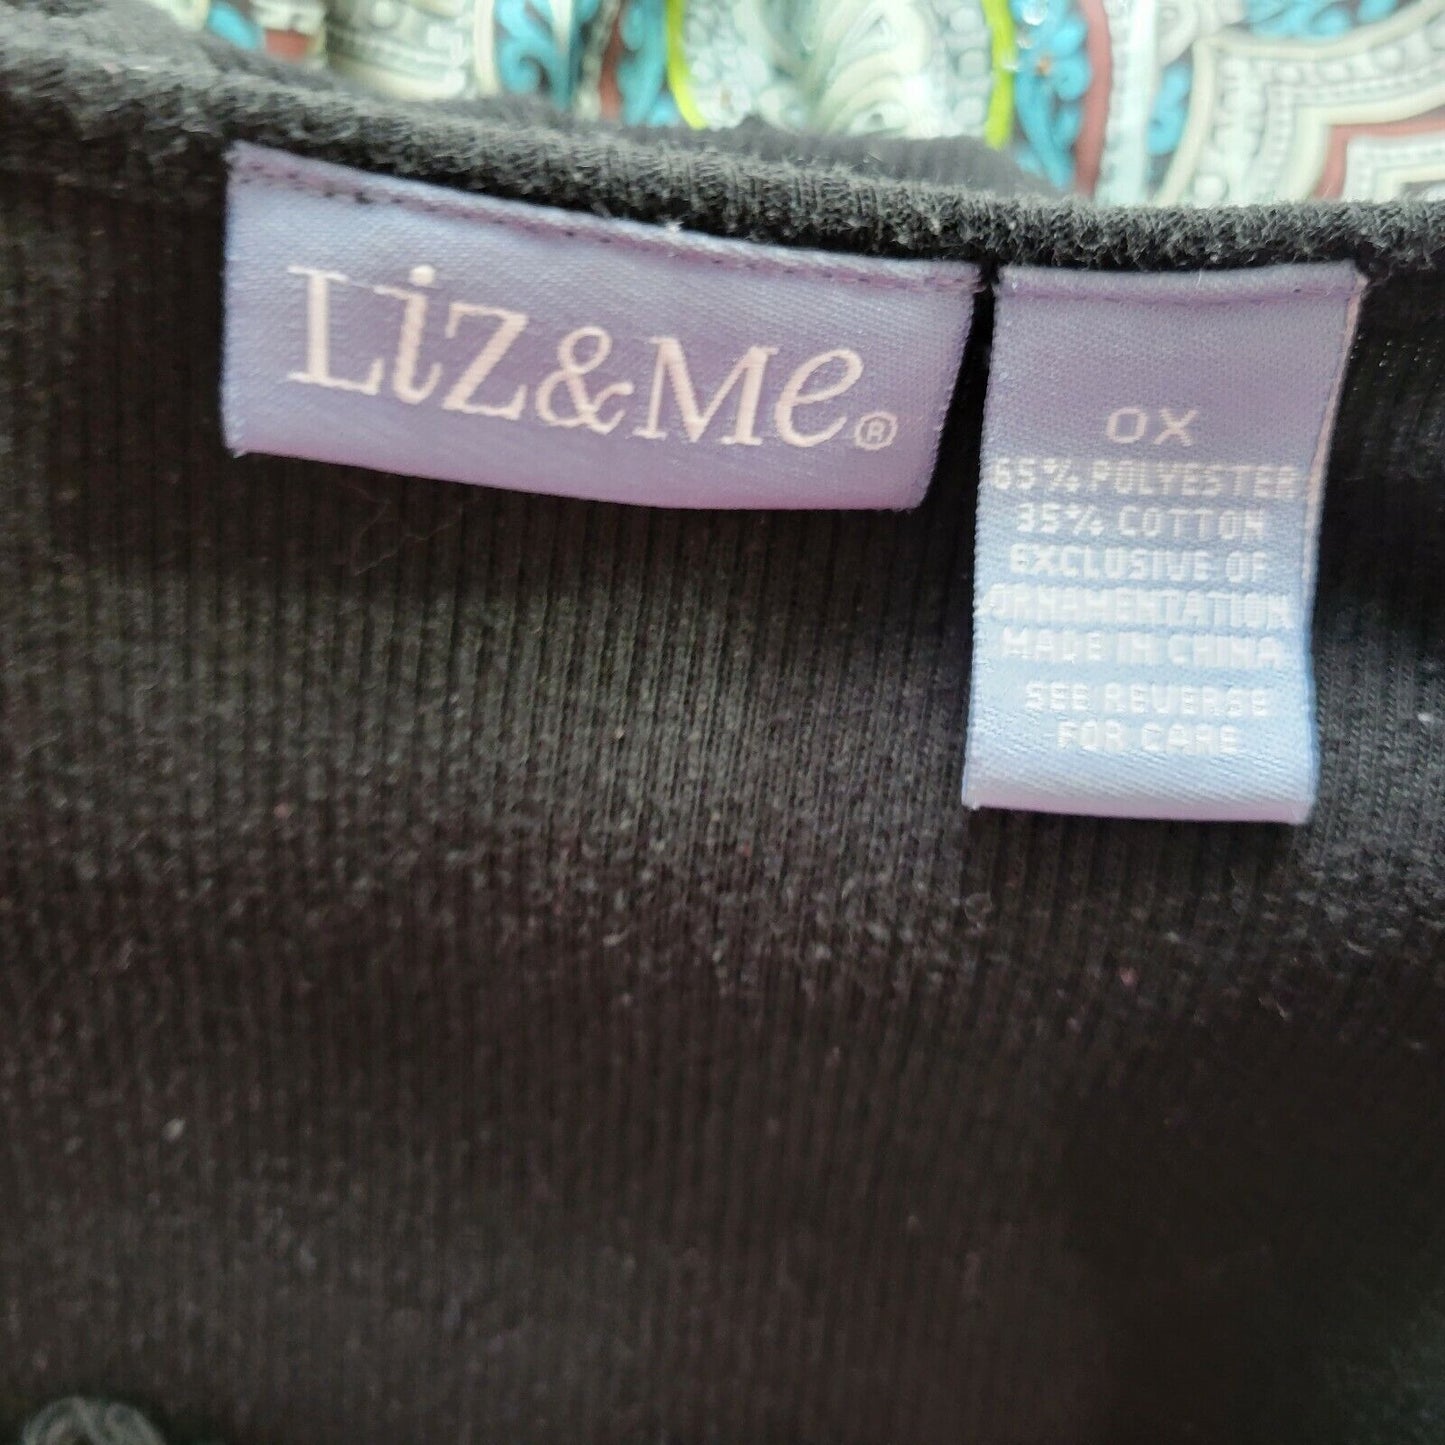 Liz&Me®
0X
65% POLYESTER
35% COTTON
EXCLUSIVE OF
ORNAMENTATION
MADE IN CHINA
SEE REVERSE
FOR CARE